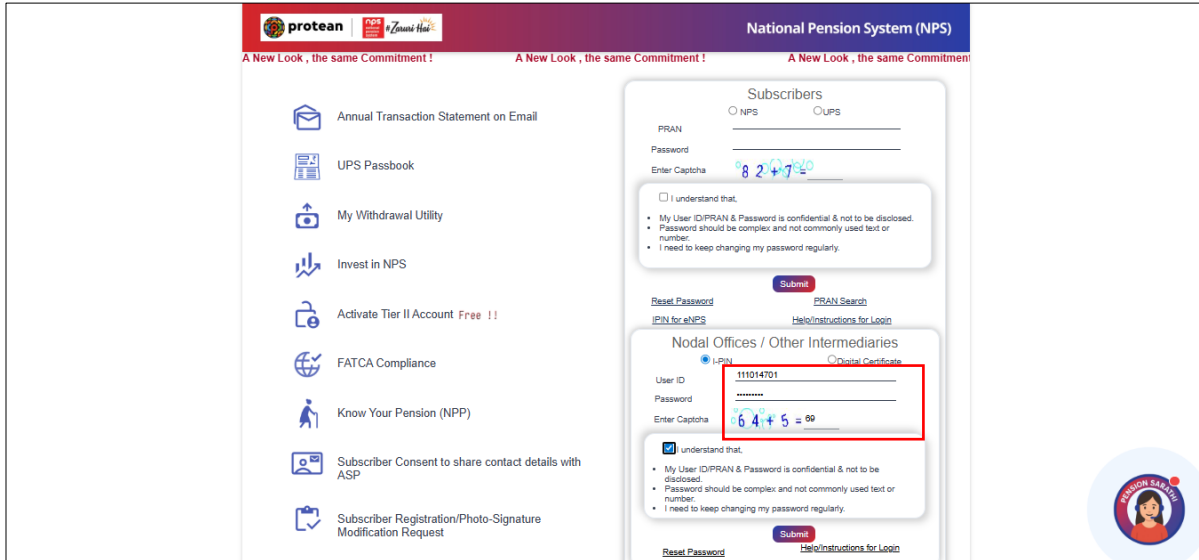 protean nps #Zaruri Hai National Pension System (NPS)
A New Look , the same Commitment ! A New Look , the same Commitment ! A New Look , the same Commitment
Annual Transaction Statement on Email
UPS Passbook
My Withdrawal Utility
Invest in NPS
Activate Tier II Account Free !!
FATCA Compliance
Know Your Pension (NPP)
Subscriber Consent to share contact details with
ASP
Subscriber Registration/Photo-Signature
Modification Request
Subscribers
NPS UPS
PRAN
Password
Enter Captcha 8 2 + 7 =
I understand that,
• My User ID/PRAN & Password is confidential & not to be disclosed.
• Password should be complex and not commonly used text or
number.
• I need to keep changing my password regularly.
Submit
Reset Password PRAN Search
IPIN for eNPS Help/Instructions for Login
Nodal Offices / Other Intermediaries
I-PIN Digital Certificate
User ID 111014701
Password •••••••••
Enter Captcha 6 4 + 5 = 69
I understand that,
• My User ID/PRAN & Password is confidential & not to be
disclosed.
• Password should be complex and not commonly used text or
number.
• I need to keep changing my password regularly.
Submit
Reset Password Help/Instructions for Login
PENSION SARATHI